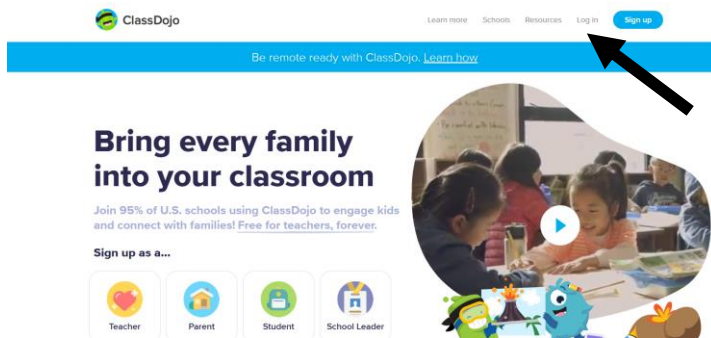 ClassDojo
Learn more Schools Resources Log in Sign up
Be remote ready with ClassDojo. Learn how
Bring every family
into your classroom
Join 95% of U.S. schools using ClassDojo to engage kids
and connect with families! Free for teachers, forever.
Sign up as a...
Teacher Parent Student School Leader